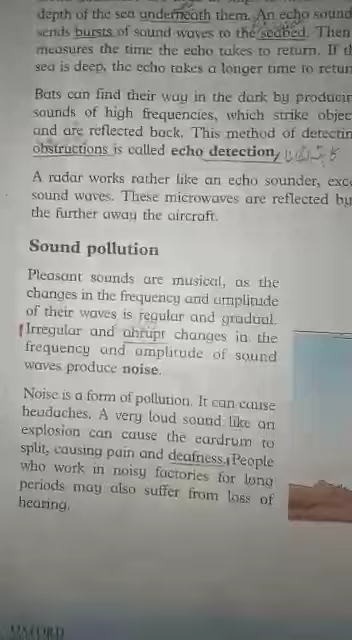 depth of the sea underneath them. An echo sound
sends bursts of sound waves to the seabed. Then
measures the time the echo takes to return. If
sea is deep, the echo takes a longer time to retur
Bats can find their way in the dark by producin
sounds of high frequencies, which strike objec
and are reflected back. This method of detectin
obstructions is called echo detection,
A radar works rather like an echo sounder, exce
sound waves. These microwaves are reflected by
the further away the aircraft.
Sound pollution
Pleasant sounds are musical, as the
changes in the frequency and amplitude
of their waves is regular and gradual.
Irregular and abrupt changes in the
frequency and amplitude of sound
waves produce noise.
Noise is a form of pollution. It can cause
headaches. A very loud sound like an
explosion can cause the eardrum to
split, causing pain and deafness. People
who work in noisy factories for long
periods may also suffer from loss of
hearing.
OXFORD